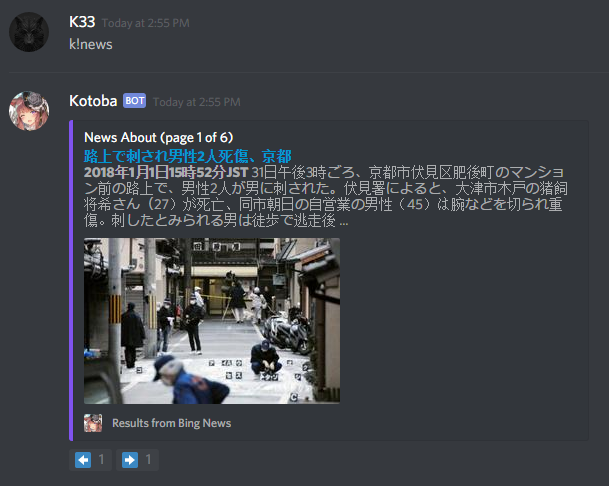 K33 Today at 2:55 PM
k!news
Kotoba BOT Today at 2:55 PM
News About (page 1 of 6)
路上で刺され男性2人死傷、京都
2018年1月1日15時52分JST 31日午後3時ごろ、京都市伏見区肥後町のマンショ
ン前の路上で、男性2人が男に刺された。伏見署によると、大津市木戸の猪飼
将希さん（27）が死亡、同市朝日の自営業の男性（45）は腕などを切られ重
傷。刺したとみられる男は徒歩で逃走後 ...
Results from Bing News
1 1